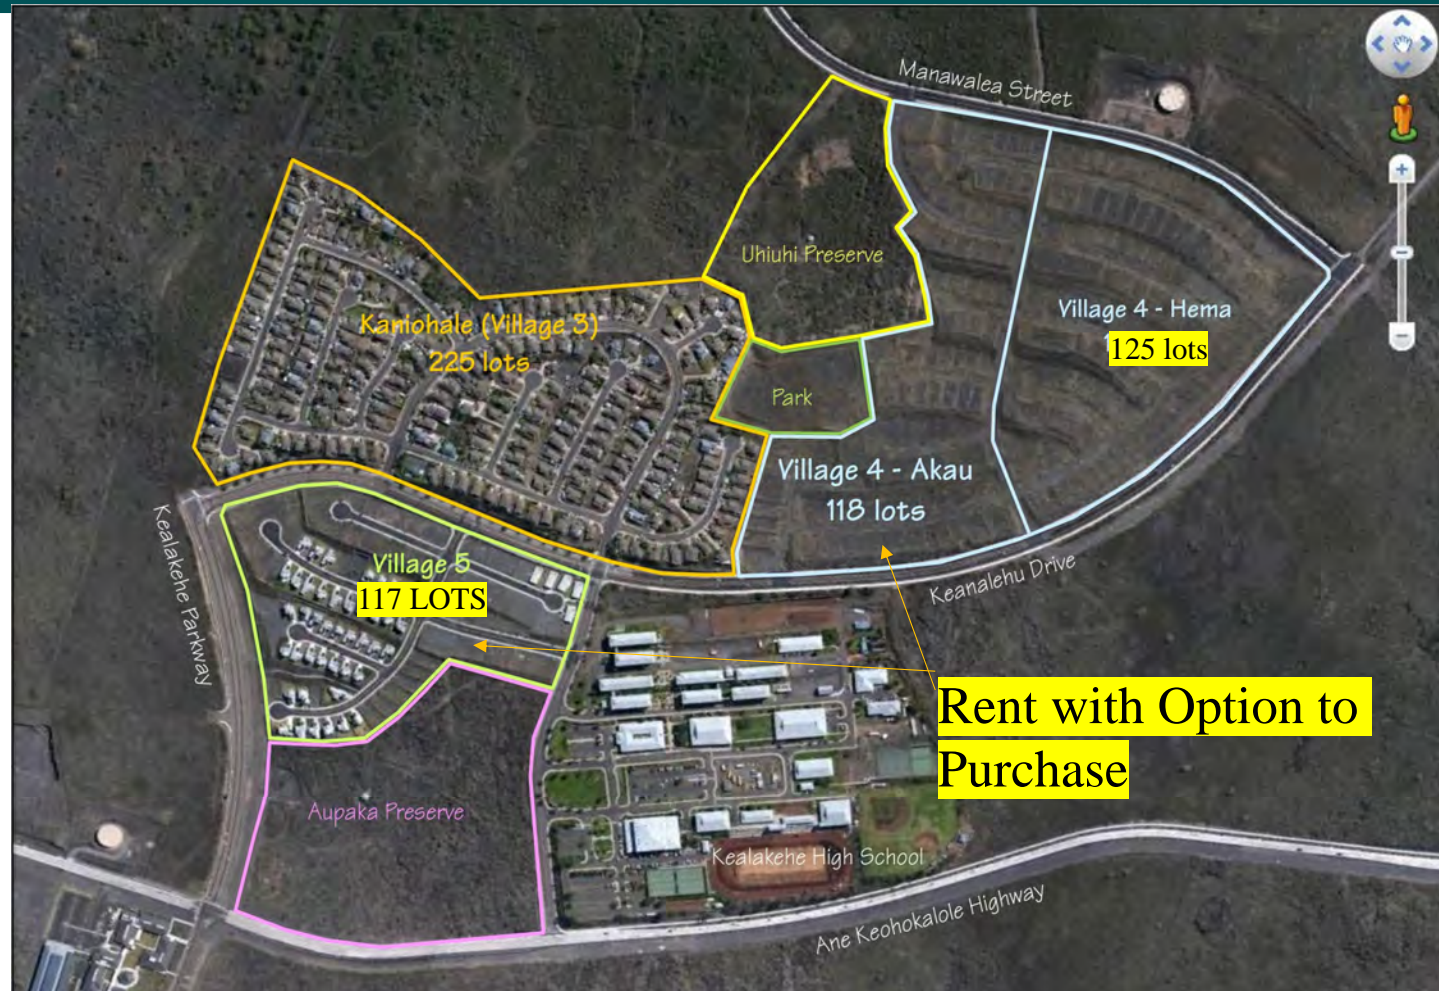 Manawalea Street
Uhiuhi Preserve
Village 4 - Hema
125 lots
Kaniohale (Village 3)
225 lots
Park
Village 4 - Akau
118 lots
Kealakehe Parkway
Village 5
117 LOTS
Keanalehu Drive
Rent with Option to
Purchase
Aupaka Preserve
Kealakehe High School
Ane Keohokalole Highway